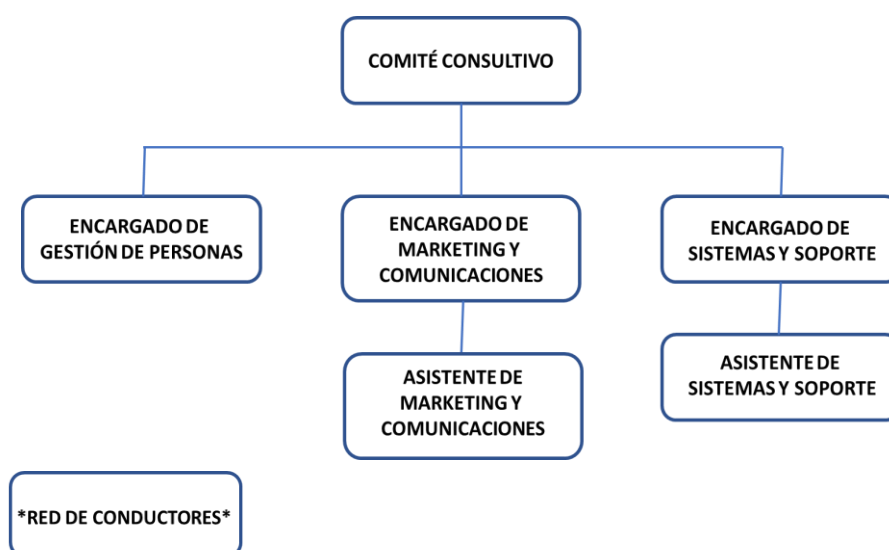 COMITÉ CONSULTIVO
ENCARGADO DE
GESTIÓN DE PERSONAS
ENCARGADO DE
MARKETING Y
COMUNICACIONES
ENCARGADO DE
SISTEMAS Y SOPORTE
ASISTENTE DE
MARKETING Y
COMUNICACIONES
ASISTENTE DE
SISTEMAS Y SOPORTE
*RED DE CONDUCTORES*